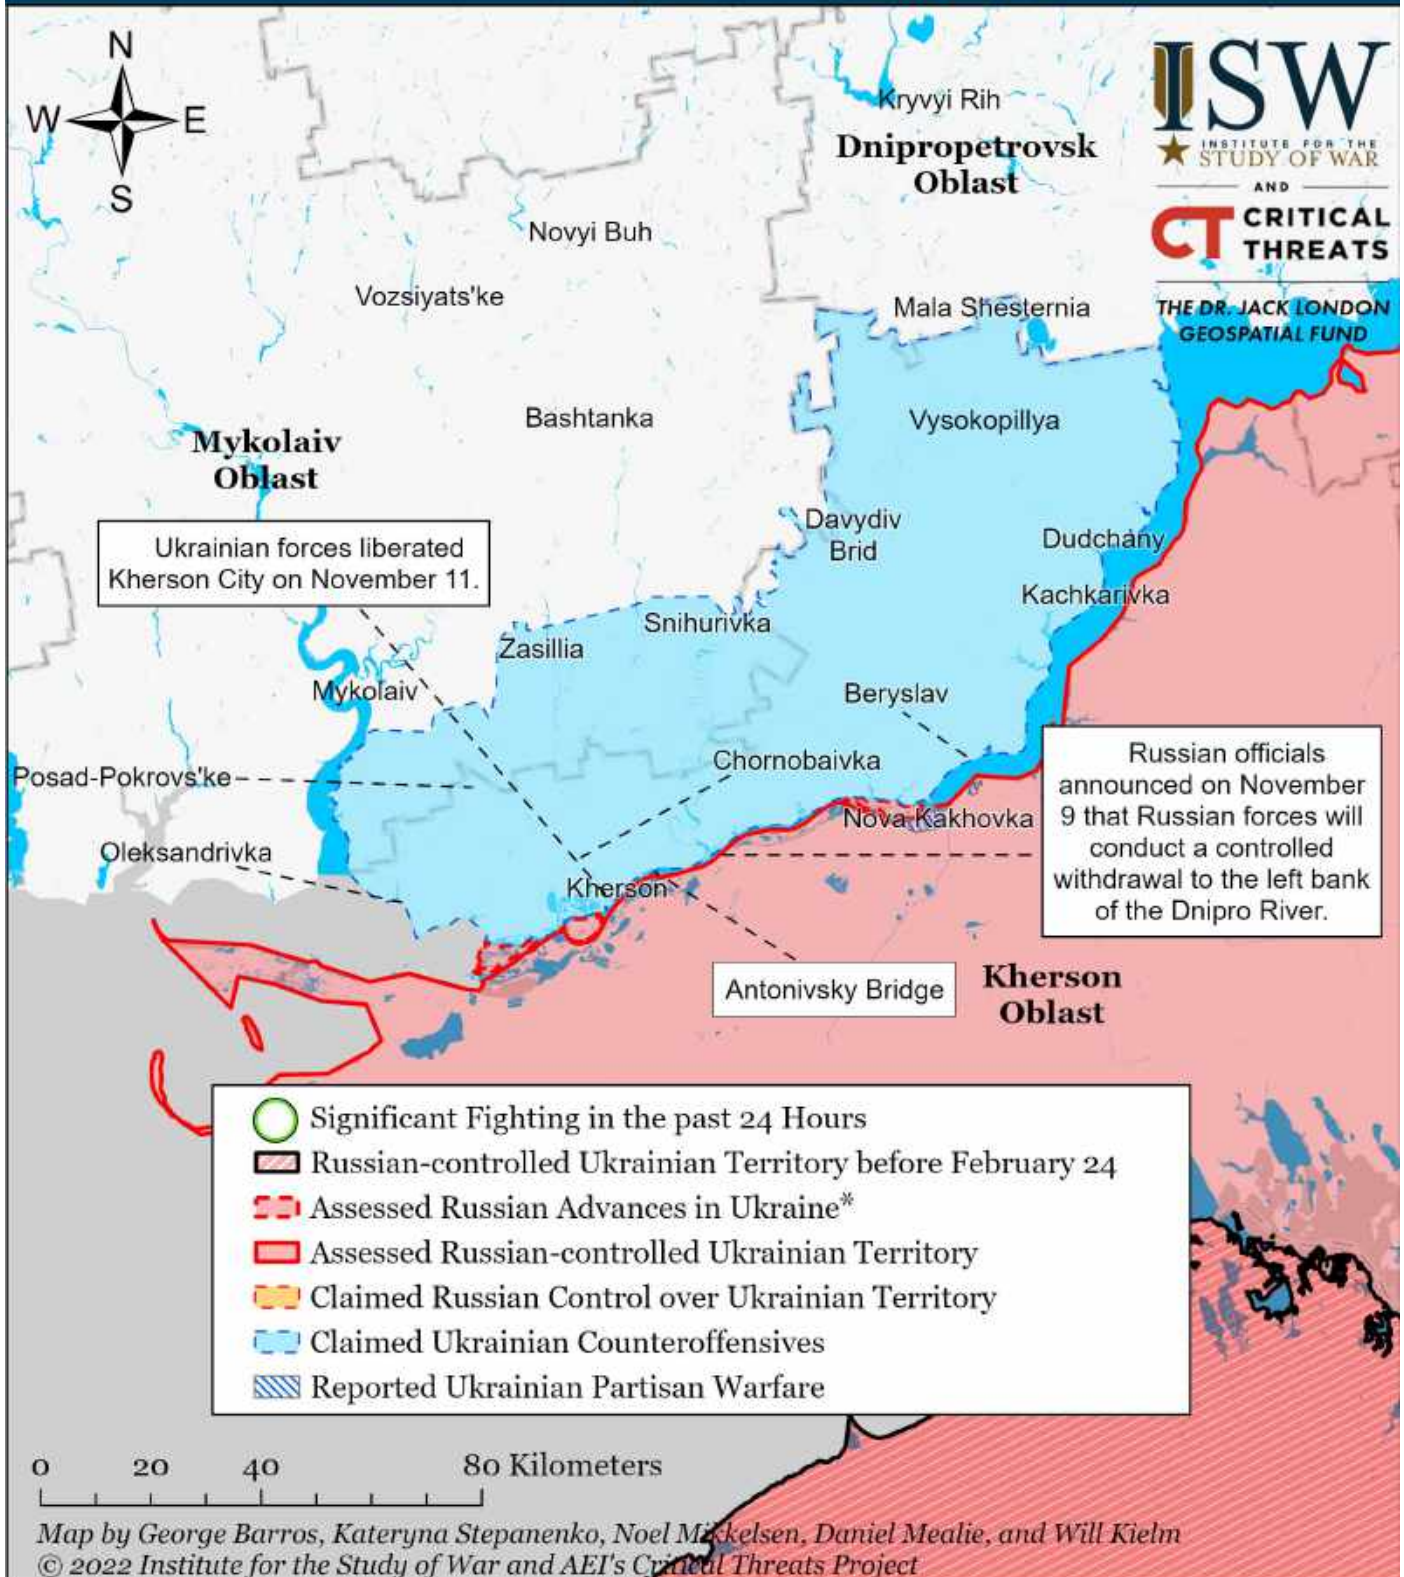 N
W E
S
ISW
INSTITUTE FOR THE
STUDY OF WAR
AND
CT CRITICAL
THREATS
THE DR. JACK LONDON
GEOSPATIAL FUND
Kryvyi Rih
Dnipropetrovsk
Oblast
Novyi Buh
Vozsiyats'ke
Mala Shesternia
Bashtanka
Vysokopillya
Mykolaiv
Oblast
Davydiv
Brid
Dudchany
Ukrainian forces liberated
Kherson City on November 11.
Kachkarivka
Snihurivka
Zasillia
Mykolaiv
Beryslav
Chornobaivka
Posad-Pokrovs'ke
Russian officials
announced on November
9 that Russian forces will
conduct a controlled
withdrawal to the left bank
of the Dnipro River.
Nova Kakhovka
Oleksandrivka
Kherson
Antonivsky Bridge
Kherson
Oblast
Significant Fighting in the past 24 Hours
Russian-controlled Ukrainian Territory before February 24
Assessed Russian Advances in Ukraine*
Assessed Russian-controlled Ukrainian Territory
Claimed Russian Control over Ukrainian Territory
Claimed Ukrainian Counteroffensives
Reported Ukrainian Partisan Warfare
0 20 40 80 Kilometers
Map by George Barros, Kateryna Stepanenko, Noel Mikkelsen, Daniel Mealie, and Will Kielm
© 2022 Institute for the Study of War and AEI's Critical Threats Project